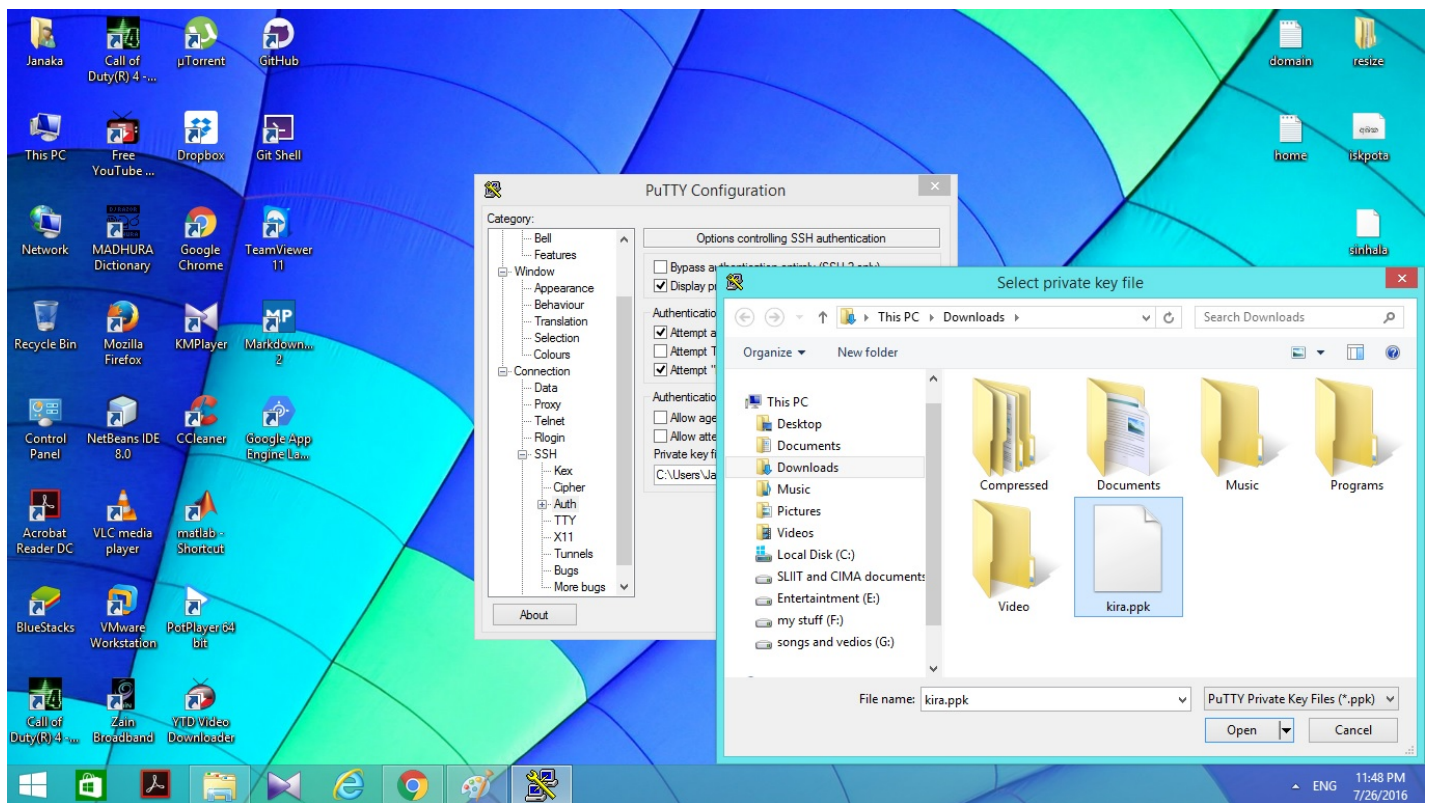 Janaka
Call of
Duty(R) 4 -...
µTorrent
GitHub
domain
resize
This PC
Free
YouTube ...
Dropbox
Git Shell
home
iskpota
Network
MADHURA
Dictionary
Google
Chrome
TeamViewer
11
sinhala
Recycle Bin
Mozilla
Firefox
KMPlayer
Markdown...
2
Control
Panel
NetBeans IDE
8.0
CCleaner
Google App
Engine La...
Acrobat
Reader DC
VLC media
player
matlab -
Shortcut
BlueStacks
VMware
Workstation
PotPlayer 64
bit
Call of
Duty(R) 4 -...
Zain
Broadband
YTD Video
Downloader
PuTTY Configuration
Category:
Bell
Features
Window
Appearance
Behaviour
Translation
Selection
Colours
Connection
Data
Proxy
Telnet
Rlogin
SSH
Kex
Cipher
Auth
TTY
X11
Tunnels
Bugs
More bugs
About
Options controlling SSH authentication
Bypass authentication entirely (SSH-2 only)
Display p
Authenticatio
Attempt a
Attempt T
Attempt "
Authenticatio
Allow age
Allow atte
Private key fi
C:\Users\Ja
Select private key file
This PC
Downloads
Search Downloads
Organize
New folder
This PC
Desktop
Documents
Downloads
Music
Pictures
Videos
Local Disk (C:)
SLIIT and CIMA documents
Entertaintment (E:)
my stuff (F:)
songs and vedios (G:)
Compressed
Documents
Music
Programs
Video
kira.ppk
File name:
kira.ppk
PuTTY Private Key Files (*.ppk)
Open
Cancel
ENG
11:48 PM
7/26/2016